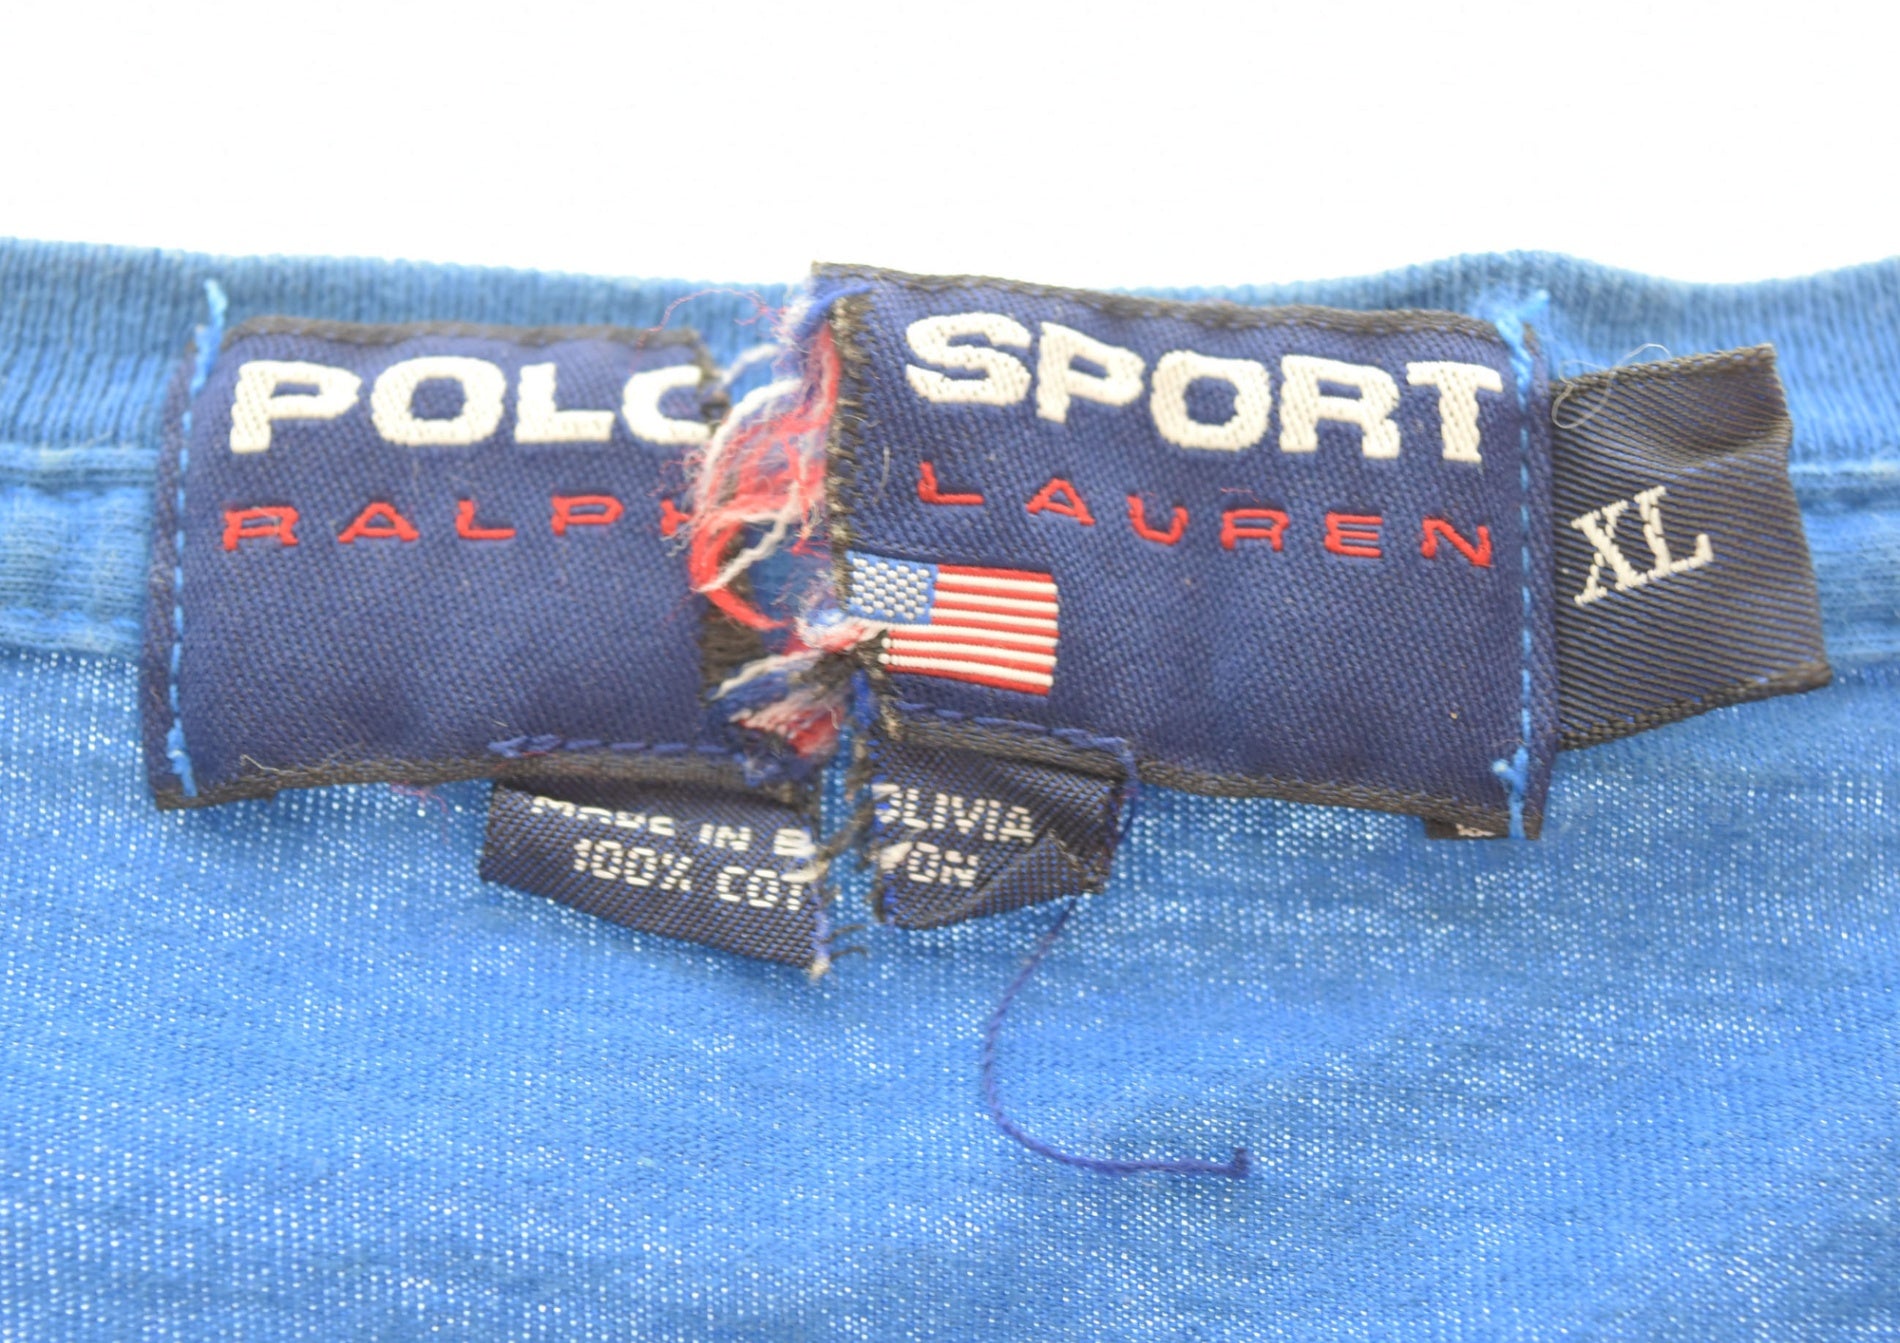 POLO SPORT
RALPH LAUREN
XL
MADE IN BOLIVIA
100% COTTON